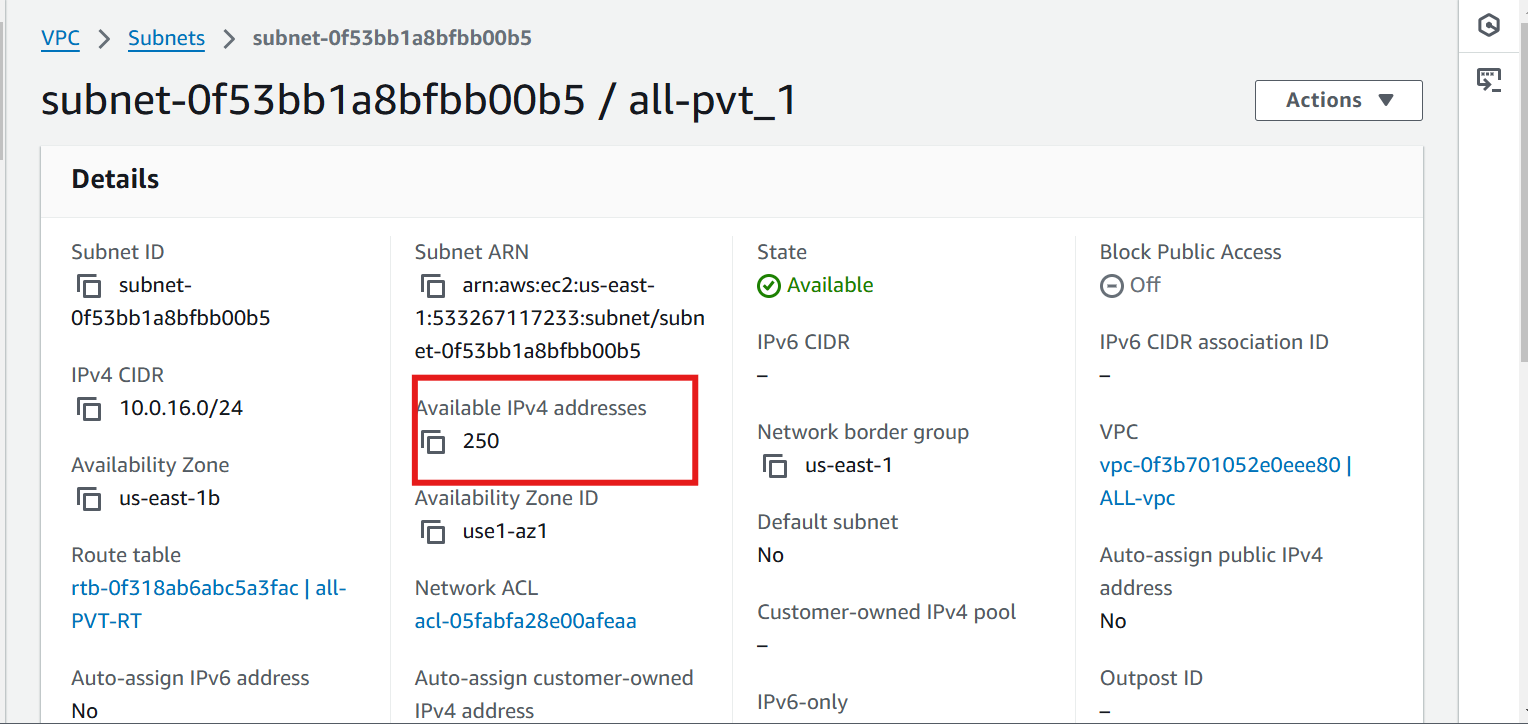 VPC > Subnets > subnet-0f53bb1a8bfbb00b5
subnet-0f53bb1a8bfbb00b5 / all-pvt_1
Actions
Details
Subnet ID
subnet-
0f53bb1a8bfbb00b5
IPv4 CIDR
10.0.16.0/24
Availability Zone
us-east-1b
Route table
rtb-0f318ab6abc5a3fac | all-
PVT-RT
Auto-assign IPv6 address
No
Subnet ARN
arn:aws:ec2:us-east-
1:533267117233:subnet/subn
et-0f53bb1a8bfbb00b5
Available IPv4 addresses
250
Availability Zone ID
use1-az1
Network ACL
acl-05fabfa28e00afeaa
Auto-assign customer-owned
IPv4 address
State
Available
IPv6 CIDR
–
Network border group
us-east-1
Default subnet
No
Customer-owned IPv4 pool
–
IPv6-only
Block Public Access
Off
IPv6 CIDR association ID
–
VPC
vpc-0f3b701052e0eee80 |
ALL-vpc
Auto-assign public IPv4
address
No
Outpost ID
–